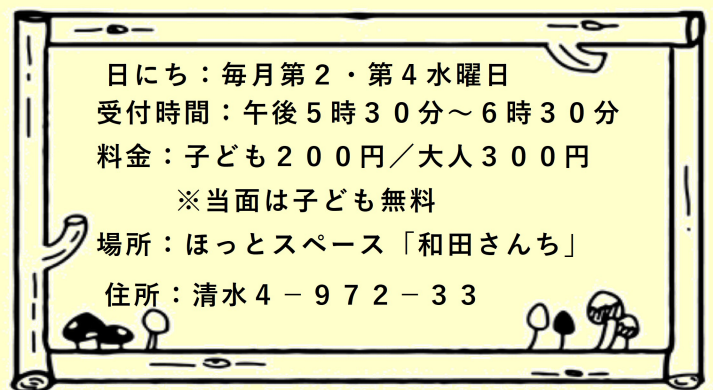 日にち：毎月第２・第４水曜日
受付時間：午後５時３０分～６時３０分
料金：子ども２００円／大人３００円
※当面は子ども無料
場所：ほっとスペース「和田さんち」
住所：清水４－９７２－３３